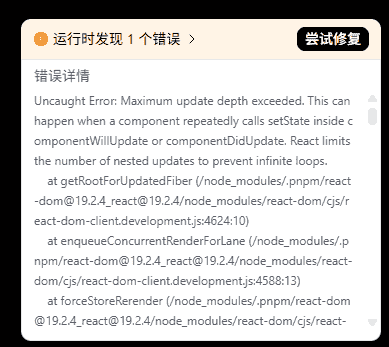 运行时发现 1 个错误 >
尝试修复
错误详情
Uncaught Error: Maximum update depth exceeded. This can
happen when a component repeatedly calls setState inside c
omponentWillUpdate or componentDidUpdate. React limits
the number of nested updates to prevent infinite loops.
at getRootForUpdatedFiber (/node_modules/.pnpm/react
-dom@19.2.4_react@19.2.4/node_modules/react-dom/cjs/r
eact-dom-client.development.js:4624:10)
at enqueueConcurrentRenderForLane (/node_modules/.p
npm/react-dom@19.2.4_react@19.2.4/node_modules/react-
dom/cjs/react-dom-client.development.js:4588:13)
at forceStoreRerender (/node_modules/.pnpm/react-dom
@19.2.4_react@19.2.4/node_modules/react-dom/cjs/react-